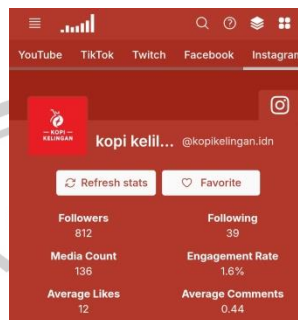 YouTube TikTok Twitch Facebook Instagram
KOPI
KELINGAN
kopi kelil... @kopikelingan.idn
Refresh stats Favorite
Followers Following
812 39
Media Count Engagement Rate
136 1.6%
Average Likes Average Comments
12 0.44